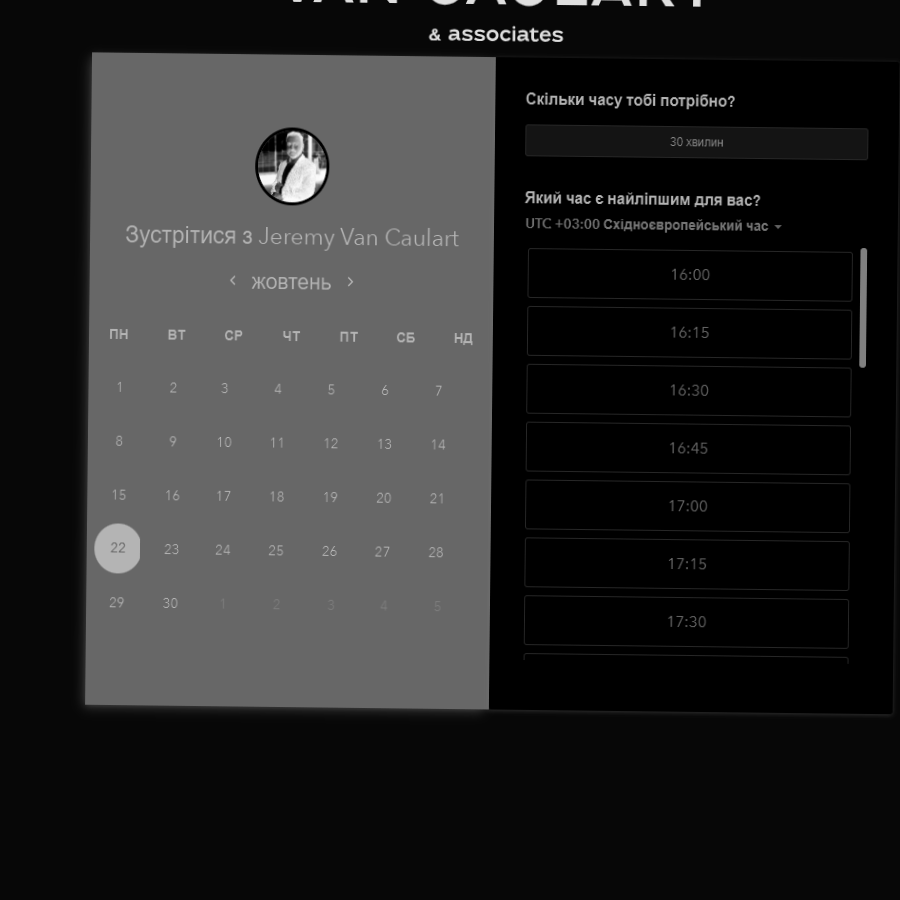 VAN CAULART
& associates
Зустрітися з Jeremy Van Caulart
жовтень
ПН ВТ СР ЧТ ПТ СБ НД
1 2 3 4 5 6 7
8 9 10 11 12 13 14
15 16 17 18 19 20 21
22 23 24 25 26 27 28
29 30 1 2 3 4 5
Скільки часу тобі потрібно?
30 хвилин
Який час є найліпшим для вас?
UTC +03:00 Східноєвропейський час
16:00
16:15
16:30
16:45
17:00
17:15
17:30